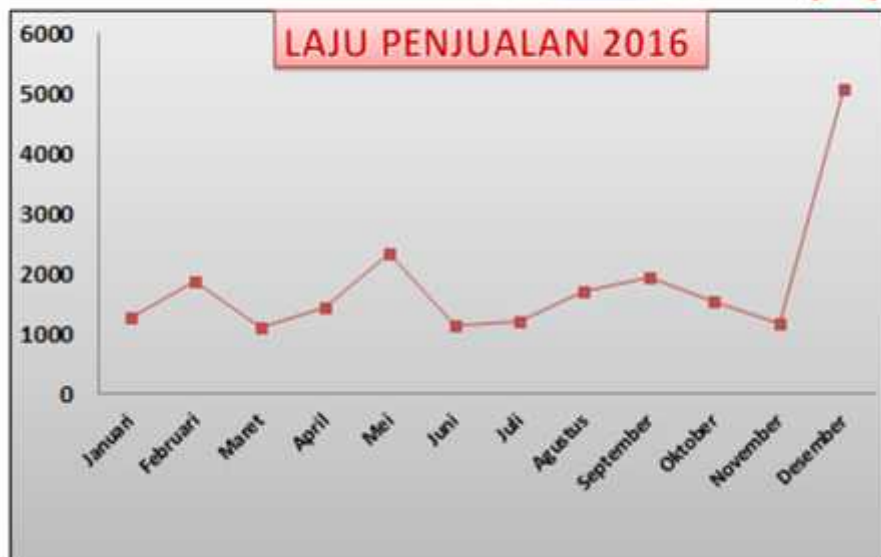 LAJU PENJUALAN 2016
6000
5000
4000
3000
2000
1000
0
Januari
Februari
Maret
April
Mei
Juni
Juli
Agustus
September
Oktober
November
Desember